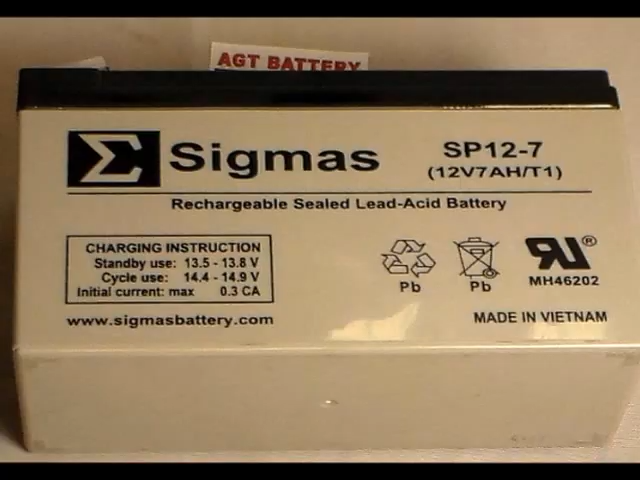 AGT BATTERY
Σ Sigmas
SP12-7
(12V7AH/T1)
Rechargeable Sealed Lead-Acid Battery
CHARGING INSTRUCTION
Standby use: 13.5 - 13.8 V
Cycle use: 14.4 - 14.9 V
Initial current: max 0.3 CA
Pb
Pb
RU®
MH46202
www.sigmasbattery.com
MADE IN VIETNAM